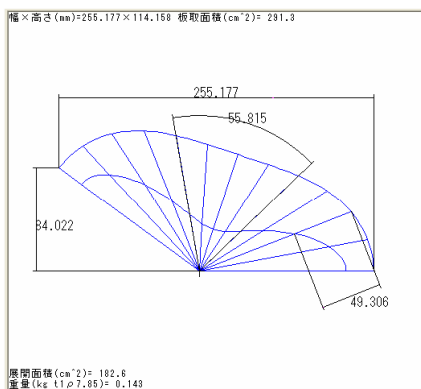 幅×高さ(mm)=255.177×114.158 板取面積(cm^2)= 291.3
255.177
55.815
84.022
49.306
展開面積(cm^2)= 182.6
重量(kg t1ρ7.85)= 0.143